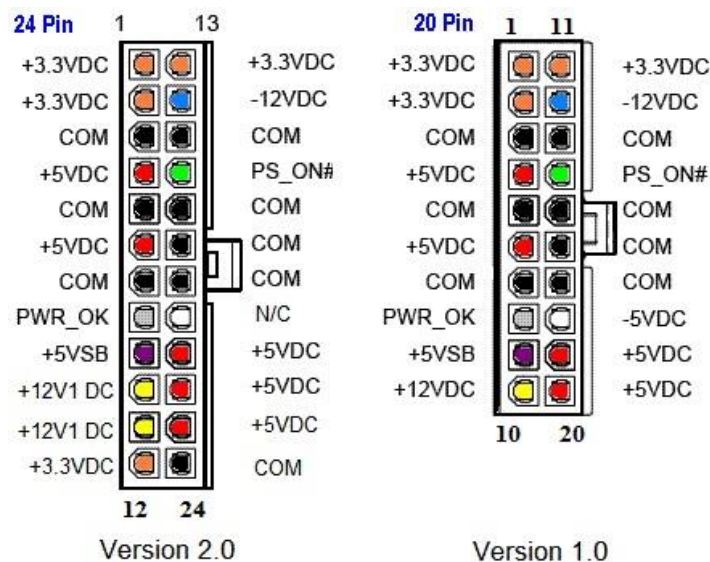 24 Pin 1 13
+3.3VDC +3.3VDC
+3.3VDC -12VDC
COM COM
+5VDC PS_ON#
COM COM
+5VDC COM
COM COM
PWR_OK N/C
+5VSB +5VDC
+12V1 DC +5VDC
+12V1 DC +5VDC
+3.3VDC COM
12 24
Version 2.0
20 Pin 1 11
+3.3VDC +3.3VDC
+3.3VDC -12VDC
COM COM
+5VDC PS_ON#
COM COM
+5VDC COM
COM COM
PWR_OK -5VDC
+5VSB +5VDC
+12VDC +5VDC
10 20
Version 1.0